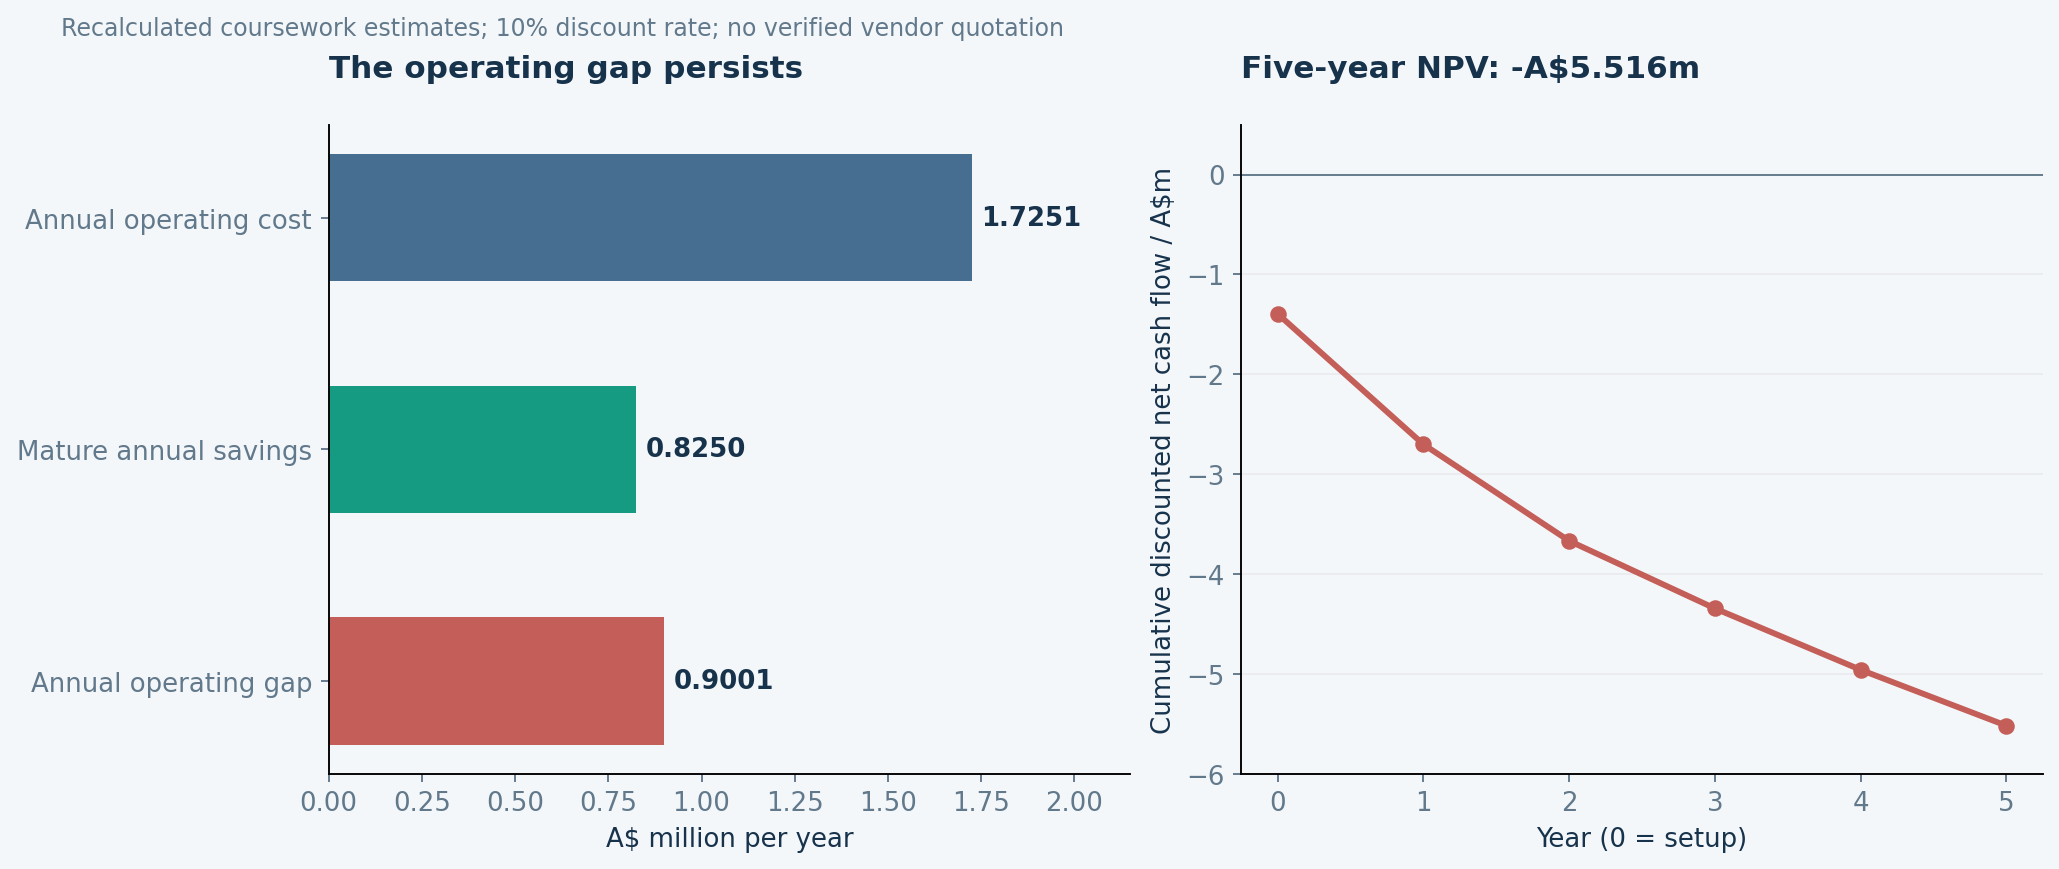 Recalculated coursework estimates; 10% discount rate; no verified vendor quotation
The operating gap persists
Annual operating cost
1.7251
Mature annual savings
0.8250
Annual operating gap
0.9001
0.00 0.25 0.50 0.75 1.00 1.25 1.50 1.75 2.00
A$ million per year
Five-year NPV: -A$5.516m
Cumulative discounted net cash flow / A$m
0
−1
−2
−3
−4
−5
−6
0 1 2 3 4 5
Year (0 = setup)